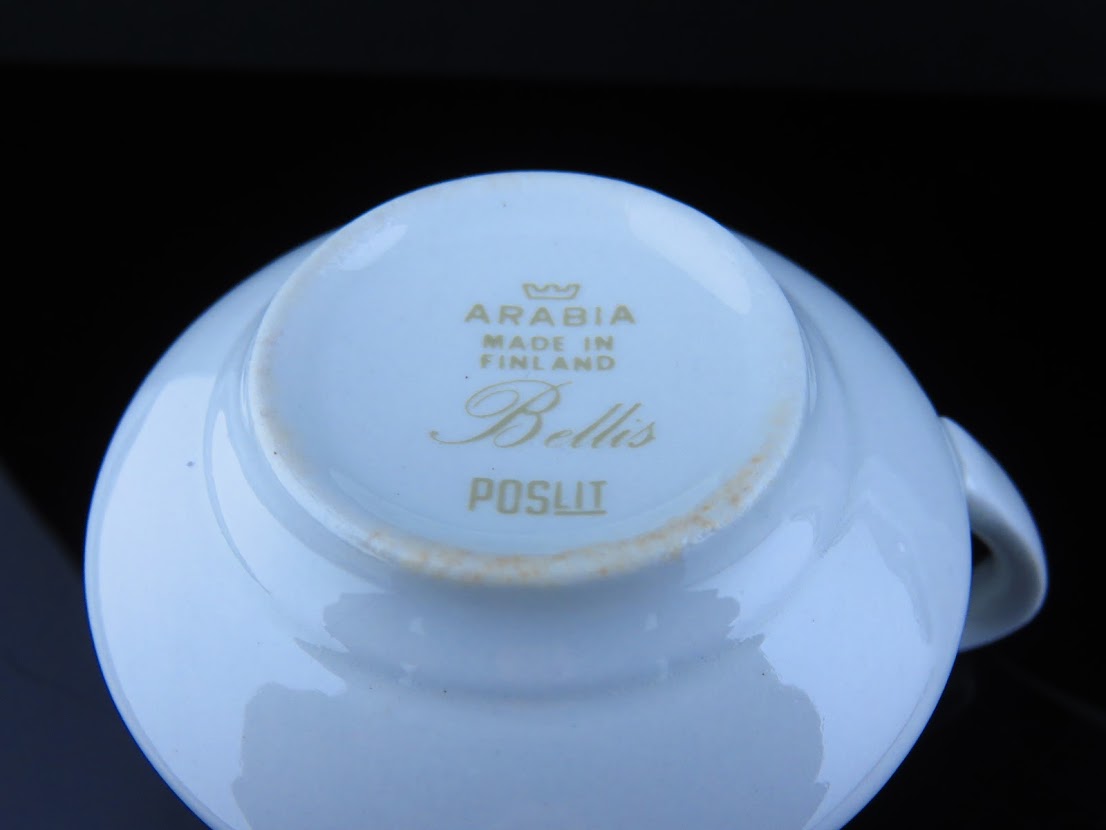 ARABIA
MADE IN
FINLAND
Bellis
POSLIT